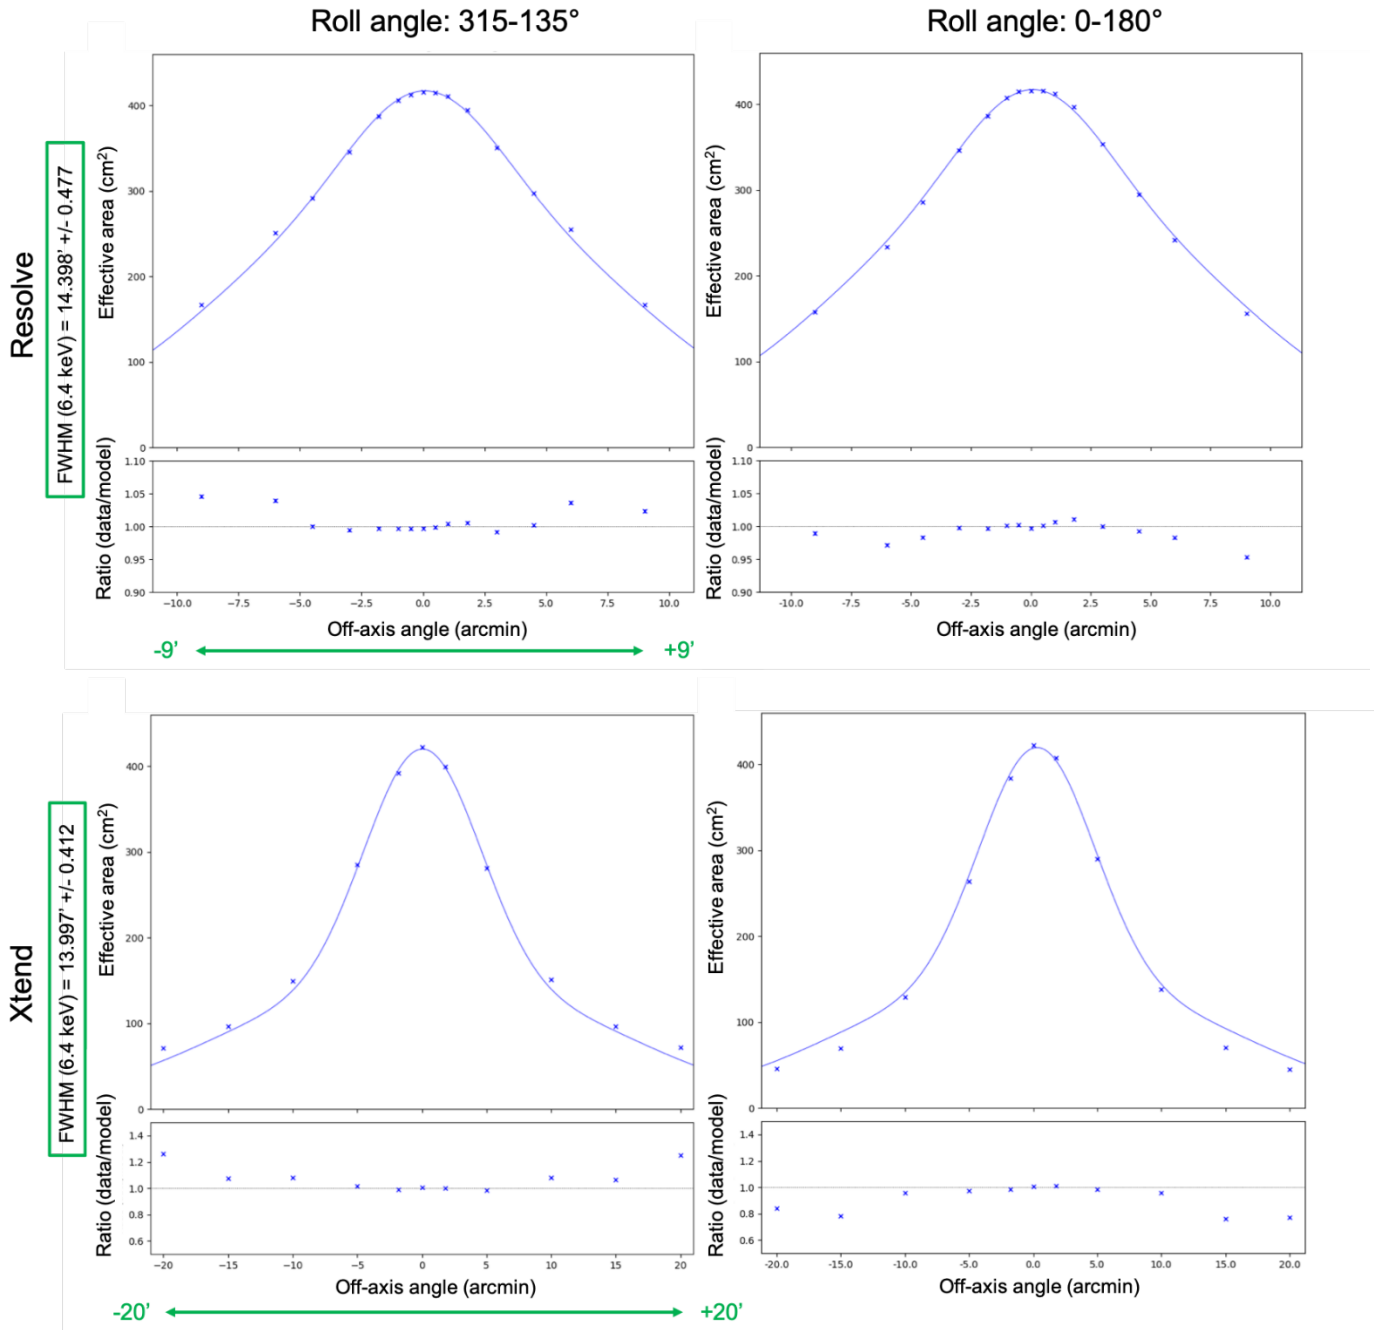 Roll angle: 315-135°
Roll angle: 0-180°
Resolve
FWHM (6.4 keV) = 14.398’ +/- 0.477
Effective area (cm²)
400
300
200
100
0
Effective area (cm²)
400
300
200
100
0
Ratio (data/model)
1.10
1.05
1.00
0.95
0.90
−10.0 −7.5 −5.0 −2.5 0.0 2.5 5.0 7.5 10.0
Off-axis angle (arcmin)
Ratio (data/model)
1.10
1.05
1.00
0.95
0.90
-10.0 -7.5 -5.0 -2.5 0.0 2.5 5.0 7.5 10.0
Off-axis angle (arcmin)
-9’ +9’
Xtend
FWHM (6.4 keV) = 13.997’ +/- 0.412
Effective area (cm²)
400
300
200
100
0
Effective area (cm²)
400
300
200
100
0
Ratio (data/model)
1.4
1.2
1.0
0.8
0.6
−20 −15 −10 −5 0 5 10 15 20
Off-axis angle (arcmin)
Ratio (data/model)
1.4
1.2
1.0
0.8
0.6
-20.0 -15.0 -10.0 -5.0 0.0 5.0 10.0 15.0 20.0
Off-axis angle (arcmin)
-20’ +20’